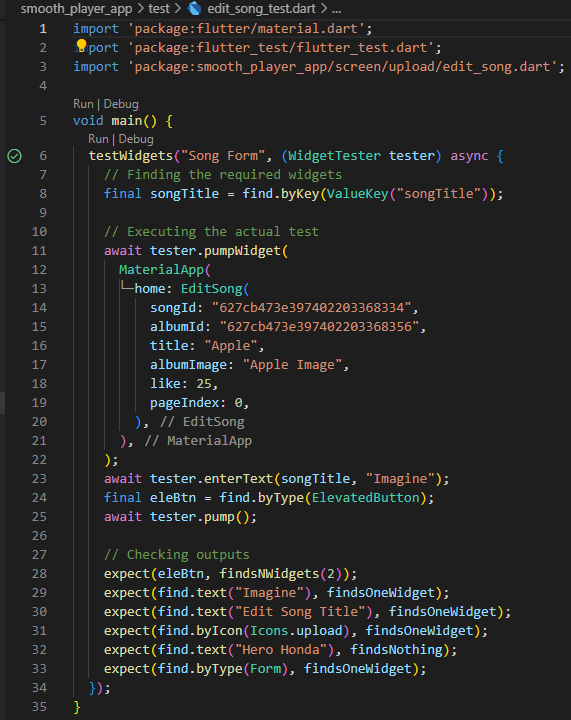 smooth_player_app > test > edit_song_test.dart > ...
1 import 'package:flutter/material.dart';
2 import 'package:flutter_test/flutter_test.dart';
3 import 'package:smooth_player_app/screen/upload/edit_song.dart';
4
Run | Debug
5 void main() {
Run | Debug
6 testWidgets("Song Form", (WidgetTester tester) async {
7 // Finding the required widgets
8 final songTitle = find.byKey(ValueKey("songTitle"));
9
10 // Executing the actual test
11 await tester.pumpWidget(
12 MaterialApp(
13 home: EditSong(
14 songId: "627cb473e397402203368334",
15 albumId: "627cb473e397402203368356",
16 title: "Apple",
17 albumImage: "Apple Image",
18 like: 25,
19 pageIndex: 0,
20 ), // EditSong
21 ), // MaterialApp
22 );
23 await tester.enterText(songTitle, "Imagine");
24 final eleBtn = find.byType(ElevatedButton);
25 await tester.pump();
26
27 // Checking outputs
28 expect(eleBtn, findsNWidgets(2));
29 expect(find.text("Imagine"), findsOneWidget);
30 expect(find.text("Edit Song Title"), findsOneWidget);
31 expect(find.byIcon(Icons.upload), findsOneWidget);
32 expect(find.text("Hero Honda"), findsNothing);
33 expect(find.byType(Form), findsOneWidget);
34 });
35 }